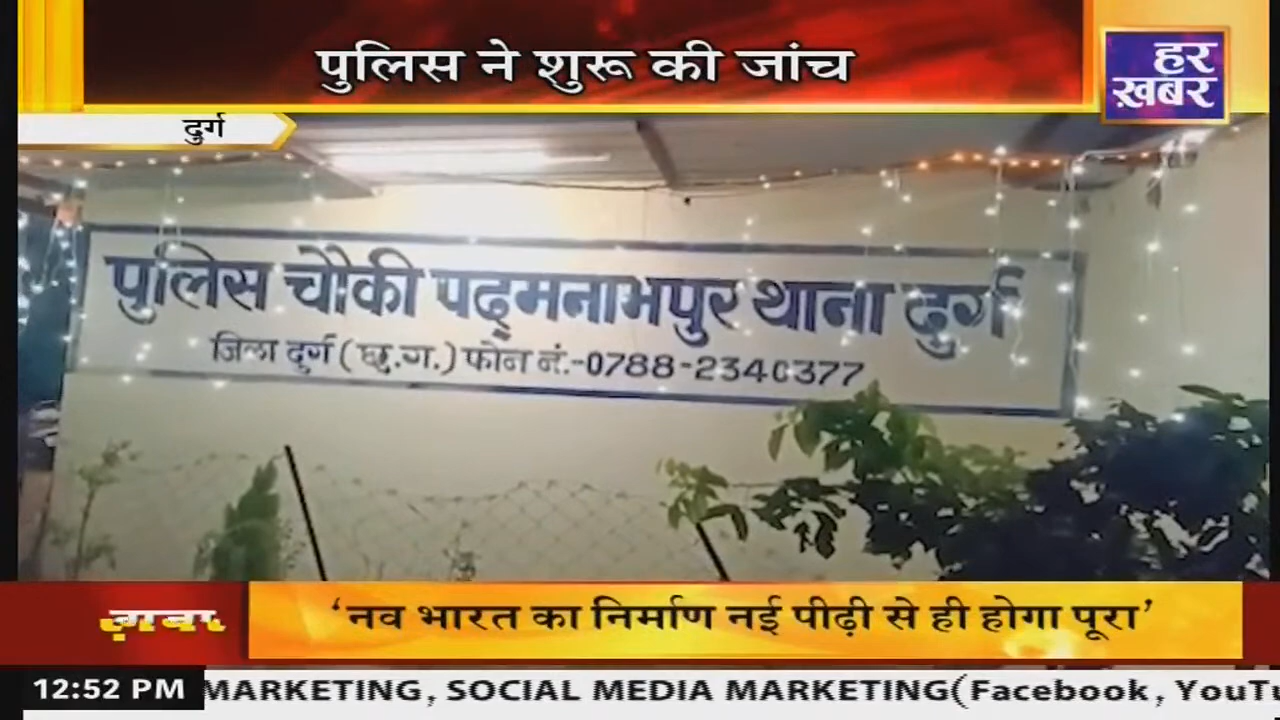 पुलिस ने शुरू की जांच
हर
ख़बर
दुर्ग
पुलिस चौकी पद्मनाभपुर थाना दुर्ग
जिला दुर्ग (छ.ग.) फोन नं.-0788-2340377
‘नव भारत का निर्माण नई पीढ़ी से ही होगा पूरा’
12:52 PM
MARKETING, SOCIAL MEDIA MARKETING(Facebook, YouTu